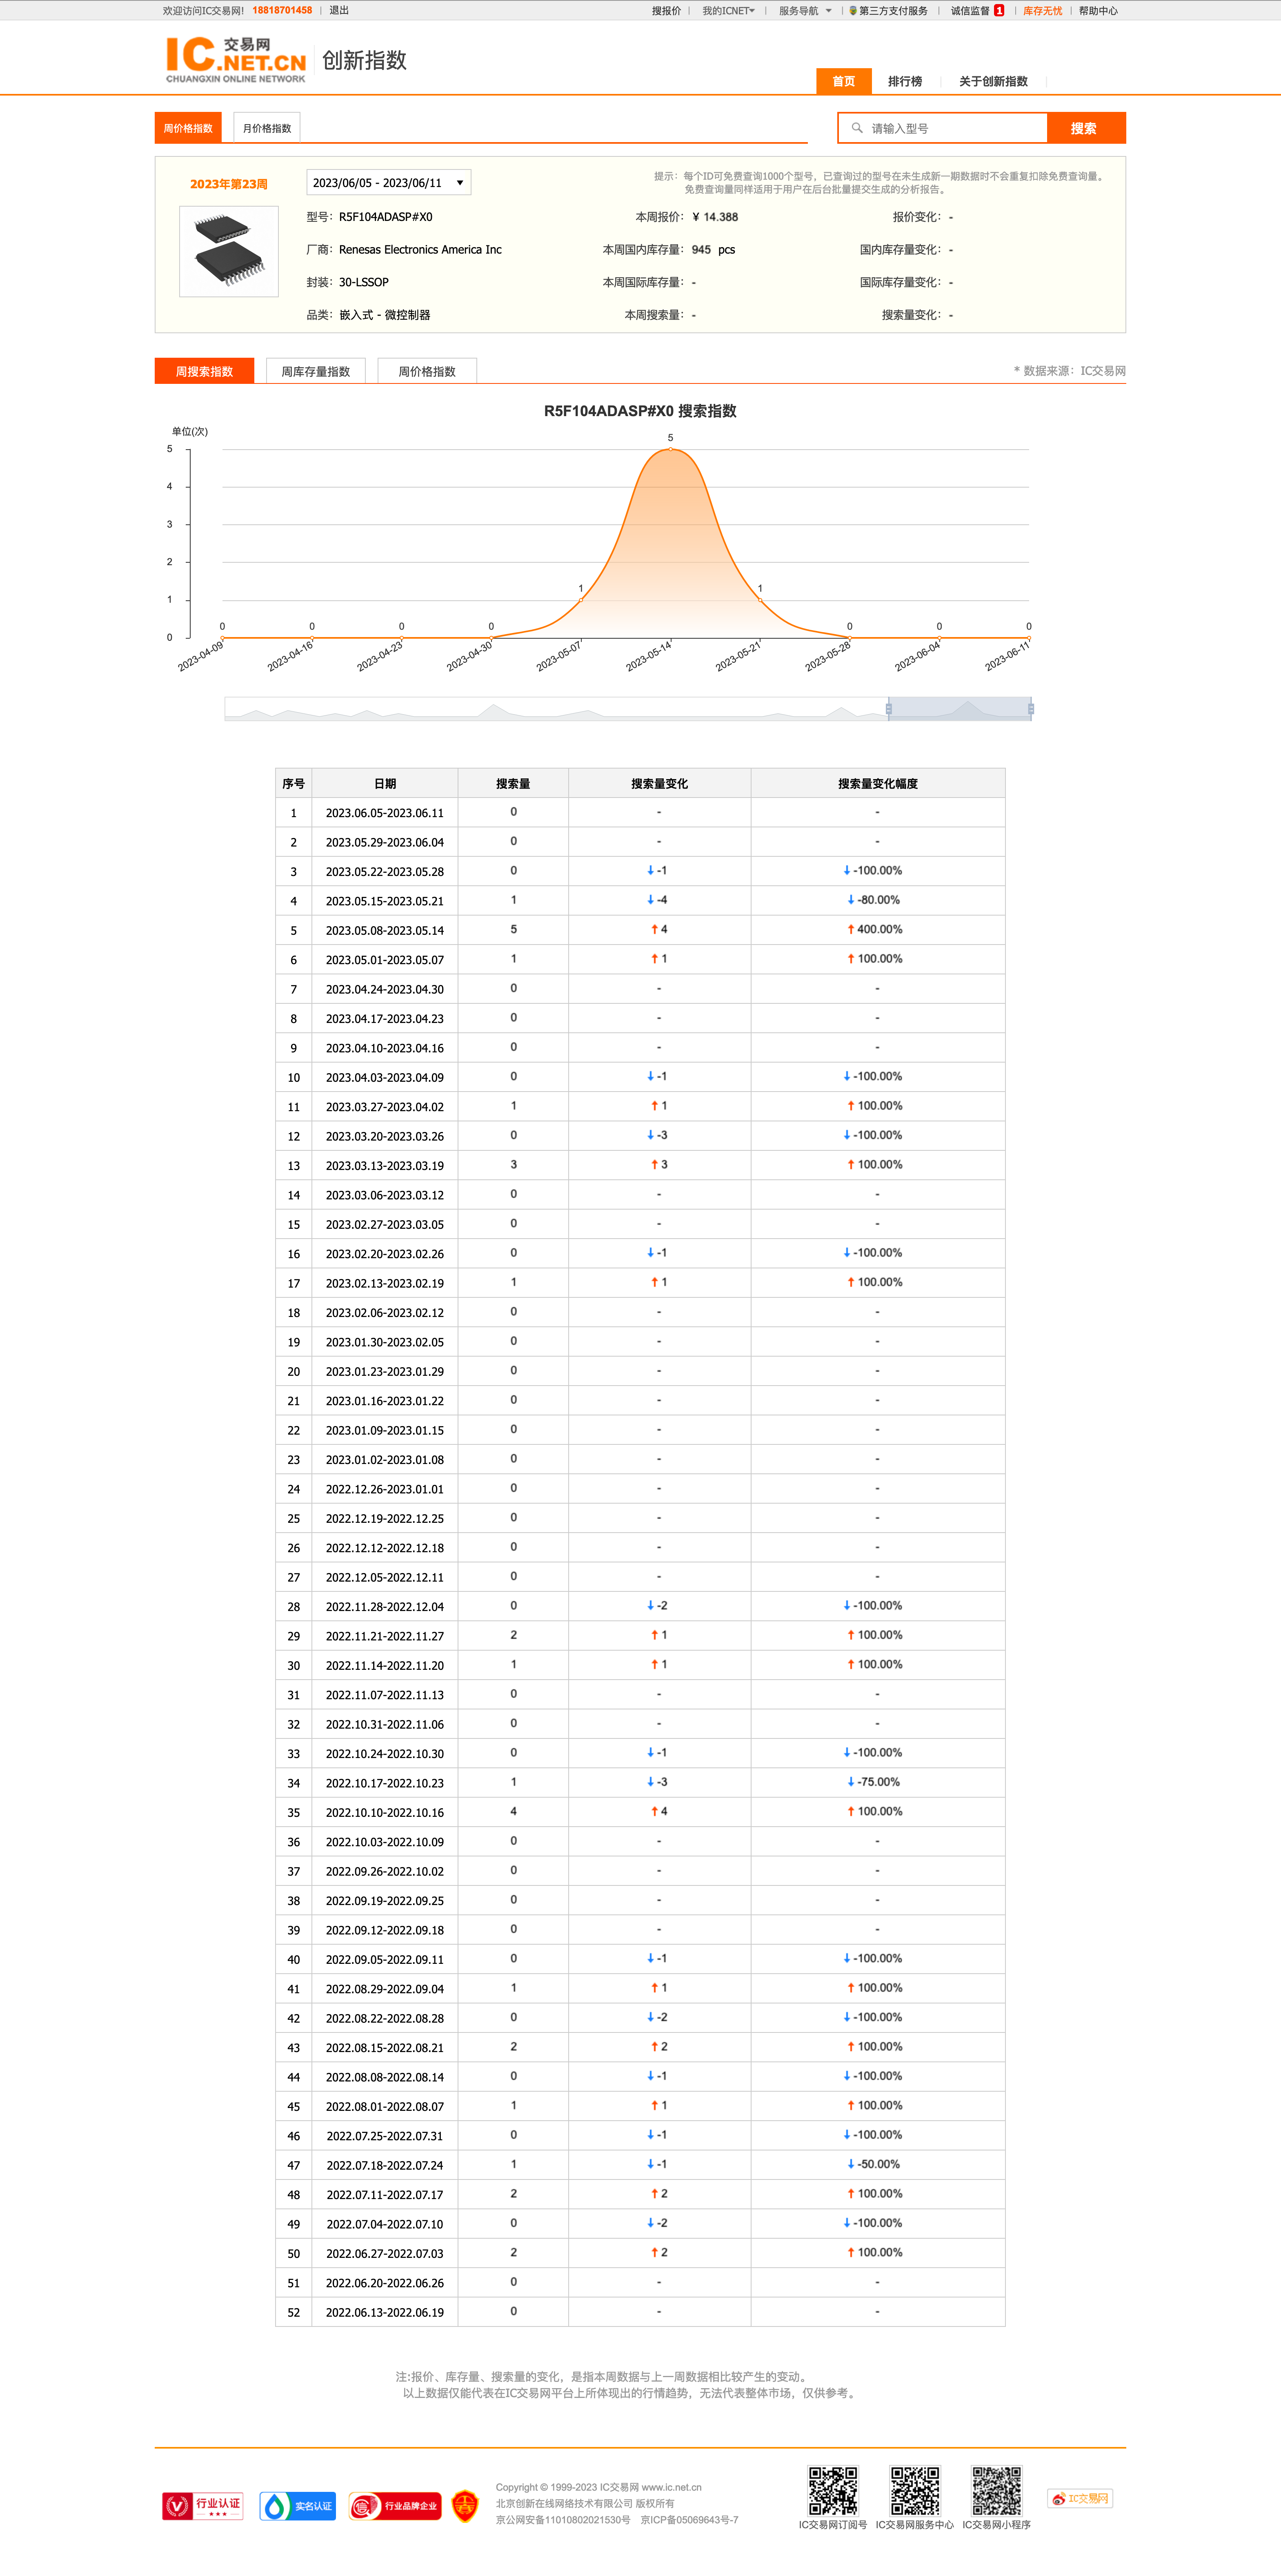 欢迎访问IC交易网! 18818701458 | 退出 搜报价 | 我的ICNET | 服务导航 | 第三方支付服务 | 诚信监督 1 | 库存无忧 | 帮助中心
IC 交易网
.NET.CN
CHUANGXIN ONLINE NETWORK
创新指数
首页 排行榜 关于创新指数
周价格指数 月价格指数 请输入型号 搜索
2023年第23周 2023/06/05 - 2023/06/11
提示：每个ID可免费查询1000个型号，已查询过的型号在未生成新一期数据时不会重复扣除免费查询量。
免费查询量同样适用于用户在后台批量提交生成的分析报告。
型号：R5F104ADASP#X0 本周报价：¥ 14.388 报价变化：-
厂商：Renesas Electronics America Inc 本周国内库存量：945 pcs 国内库存量变化：-
封装：30-LSSOP 本周国际库存量：- 国际库存量变化：-
品类：嵌入式 - 微控制器 本周搜索量：- 搜索量变化：-
周搜索指数 周库存量指数 周价格指数 * 数据来源：IC交易网
R5F104ADASP#X0 搜索指数
单位(次)
5
4
3
2
1
0
0 0 0 0 1 5 1 0 0 0
2023-04-09 2023-04-16 2023-04-23 2023-04-30 2023-05-07 2023-05-14 2023-05-21 2023-05-28 2023-06-04 2023-06-11
序号 日期 搜索量 搜索量变化 搜索量变化幅度
1 2023.06.05-2023.06.11 0 - -
2 2023.05.29-2023.06.04 0 - -
3 2023.05.22-2023.05.28 0 ↓ -1 ↓ -100.00%
4 2023.05.15-2023.05.21 1 ↓ -4 ↓ -80.00%
5 2023.05.08-2023.05.14 5 ↑ 4 ↑ 400.00%
6 2023.05.01-2023.05.07 1 ↑ 1 ↑ 100.00%
7 2023.04.24-2023.04.30 0 - -
8 2023.04.17-2023.04.23 0 - -
9 2023.04.10-2023.04.16 0 - -
10 2023.04.03-2023.04.09 0 ↓ -1 ↓ -100.00%
11 2023.03.27-2023.04.02 1 ↑ 1 ↑ 100.00%
12 2023.03.20-2023.03.26 0 ↓ -3 ↓ -100.00%
13 2023.03.13-2023.03.19 3 ↑ 3 ↑ 100.00%
14 2023.03.06-2023.03.12 0 - -
15 2023.02.27-2023.03.05 0 - -
16 2023.02.20-2023.02.26 0 ↓ -1 ↓ -100.00%
17 2023.02.13-2023.02.19 1 ↑ 1 ↑ 100.00%
18 2023.02.06-2023.02.12 0 - -
19 2023.01.30-2023.02.05 0 - -
20 2023.01.23-2023.01.29 0 - -
21 2023.01.16-2023.01.22 0 - -
22 2023.01.09-2023.01.15 0 - -
23 2023.01.02-2023.01.08 0 - -
24 2022.12.26-2023.01.01 0 - -
25 2022.12.19-2022.12.25 0 - -
26 2022.12.12-2022.12.18 0 - -
27 2022.12.05-2022.12.11 0 - -
28 2022.11.28-2022.12.04 0 ↓ -2 ↓ -100.00%
29 2022.11.21-2022.11.27 2 ↑ 1 ↑ 100.00%
30 2022.11.14-2022.11.20 1 ↑ 1 ↑ 100.00%
31 2022.11.07-2022.11.13 0 - -
32 2022.10.31-2022.11.06 0 - -
33 2022.10.24-2022.10.30 0 ↓ -1 ↓ -100.00%
34 2022.10.17-2022.10.23 1 ↓ -3 ↓ -75.00%
35 2022.10.10-2022.10.16 4 ↑ 4 ↑ 100.00%
36 2022.10.03-2022.10.09 0 - -
37 2022.09.26-2022.10.02 0 - -
38 2022.09.19-2022.09.25 0 - -
39 2022.09.12-2022.09.18 0 - -
40 2022.09.05-2022.09.11 0 ↓ -1 ↓ -100.00%
41 2022.08.29-2022.09.04 1 ↑ 1 ↑ 100.00%
42 2022.08.22-2022.08.28 0 ↓ -2 ↓ -100.00%
43 2022.08.15-2022.08.21 2 ↑ 2 ↑ 100.00%
44 2022.08.08-2022.08.14 0 ↓ -1 ↓ -100.00%
45 2022.08.01-2022.08.07 1 ↑ 1 ↑ 100.00%
46 2022.07.25-2022.07.31 0 ↓ -1 ↓ -100.00%
47 2022.07.18-2022.07.24 1 ↓ -1 ↓ -50.00%
48 2022.07.11-2022.07.17 2 ↑ 2 ↑ 100.00%
49 2022.07.04-2022.07.10 0 ↓ -2 ↓ -100.00%
50 2022.06.27-2022.07.03 2 ↑ 2 ↑ 100.00%
51 2022.06.20-2022.06.26 0 - -
52 2022.06.13-2022.06.19 0 - -
注:报价、库存量、搜索量的变化，是指本周数据与上一周数据相比较产生的变动。
以上数据仅能代表在IC交易网平台上所体现出的行情趋势，无法代表整体市场，仅供参考。
行业认证 实名认证 行业品牌企业
Copyright © 1999-2023 IC交易网 www.ic.net.cn
北京创新在线网络技术有限公司 版权所有
京公网安备11010802021530号 京ICP备05069643号-7
IC交易网订阅号 IC交易网服务中心 IC交易网小程序
IC交易网